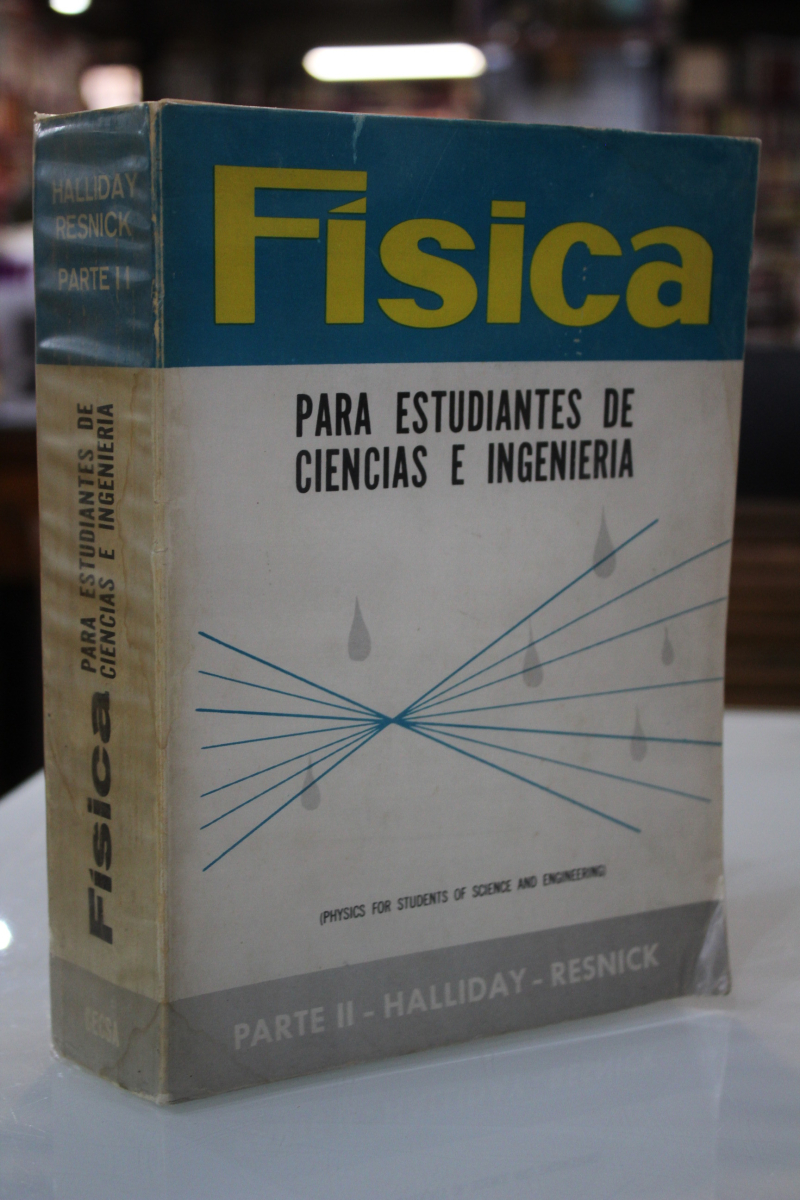 HALLIDAY
RESNICK
PARTE II
PARA ESTUDIANTES DE
CIENCIAS E INGENIERIA
Física
CECSA
Física
PARA ESTUDIANTES DE
CIENCIAS E INGENIERIA
(PHYSICS FOR STUDENTS OF SCIENCE AND ENGINEERING)
PARTE II - HALLIDAY - RESNICK